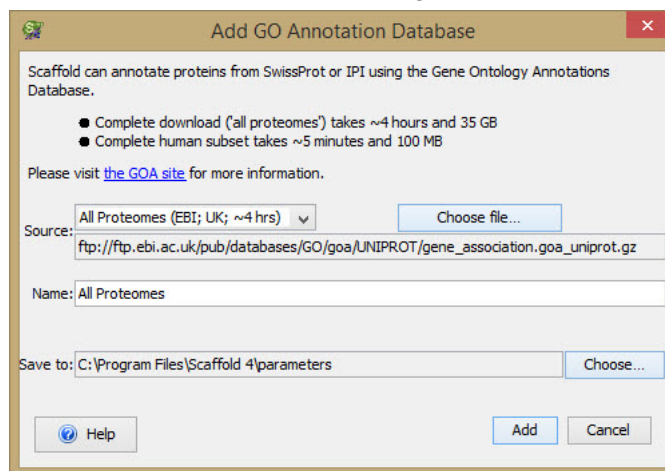 Add GO Annotation Database
Scaffold can annotate proteins from SwissProt or IPI using the Gene Ontology Annotations
Database.
● Complete download ('all proteomes') takes ~4 hours and 35 GB
● Complete human subset takes ~5 minutes and 100 MB
Please visit the GOA site for more information.
Source: All Proteomes (EBI; UK; ~4 hrs) Choose file...
ftp://ftp.ebi.ac.uk/pub/databases/GO/goa/UNIPROT/gene_association.goa_uniprot.gz
Name: All Proteomes
Save to: C:\Program Files\Scaffold 4\parameters Choose...
Help Add Cancel